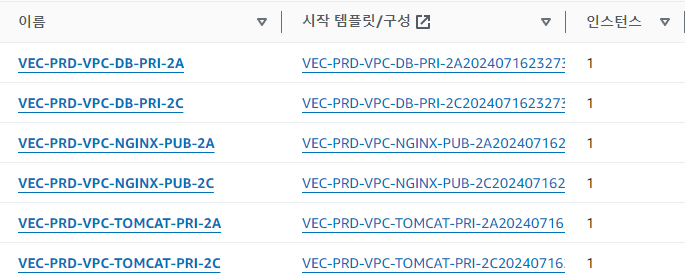 이름 시작 템플릿/구성 인스턴스
VEC-PRD-VPC-DB-PRI-2A VEC-PRD-VPC-DB-PRI-2A2024071623273 1
VEC-PRD-VPC-DB-PRI-2C VEC-PRD-VPC-DB-PRI-2C2024071623273 1
VEC-PRD-VPC-NGINX-PUB-2A VEC-PRD-VPC-NGINX-PUB-2A202407162 1
VEC-PRD-VPC-NGINX-PUB-2C VEC-PRD-VPC-NGINX-PUB-2C202407162 1
VEC-PRD-VPC-TOMCAT-PRI-2A VEC-PRD-VPC-TOMCAT-PRI-2A20240716 1
VEC-PRD-VPC-TOMCAT-PRI-2C VEC-PRD-VPC-TOMCAT-PRI-2C20240716 1